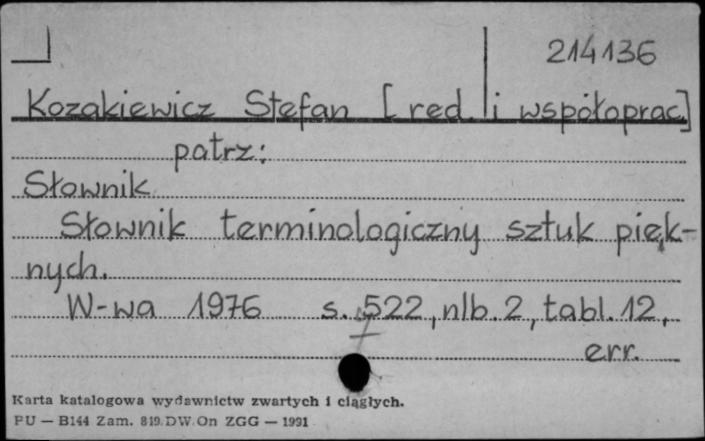 214136
Kozakiewicz Stefan [red. i współoprac.]
patrz:
Słownik
Słownik terminologiczny sztuk pięk-
nych.
W-wa 1976 s. 522, nlb. 2, tabl. 12,
err.
Karta katalogowa wydawnictw zwartych i ciągłych.
PU — B144 Zam. 819. DW. On ZGG — 1991